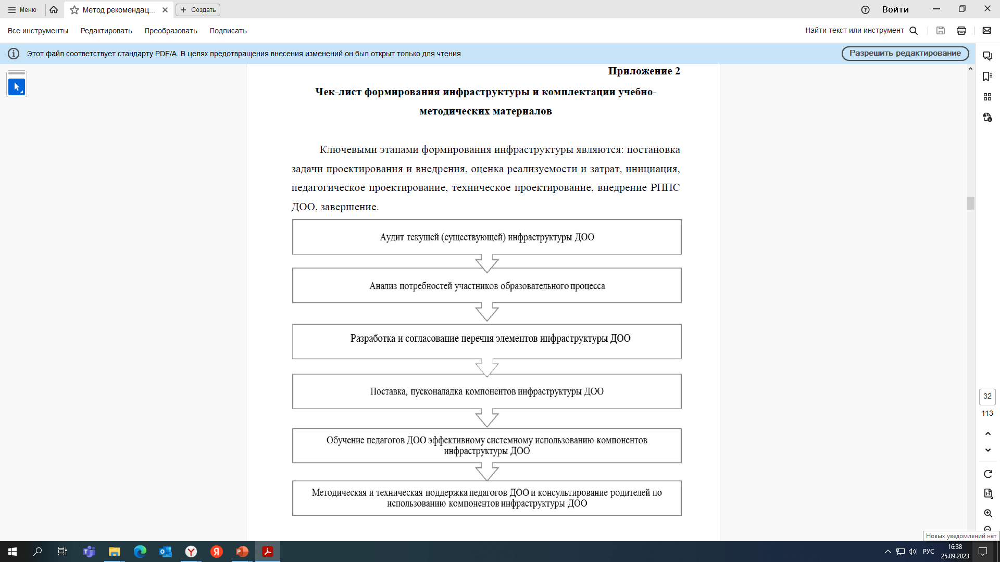 Меню
Метод рекомендац...
Создать
Войти
Все инструменты
Редактировать
Преобразовать
Подписать
Найти текст или инструмент
Этот файл соответствует стандарту PDF/A. В целях предотвращения внесения изменений он был открыт только для чтения.
Разрешить редактирование
Приложение 2
Чек-лист формирования инфраструктуры и комплектации учебно-
методических материалов
Ключевыми этапами формирования инфраструктуры являются: постановка
задачи проектирования и внедрения, оценка реализуемости и затрат, инициация,
педагогическое проектирование, техническое проектирование, внедрение РППС
ДОО, завершение.
Аудит текущей (существующей) инфраструктуры ДОО
Анализ потребностей участников образовательного процесса
Разработка и согласование перечня элементов инфраструктуры ДОО
Поставка, пусконаладка компонентов инфраструктуры ДОО
Обучение педагогов ДОО эффективному системному использованию компонентов
инфраструктуры ДОО
Методическая и техническая поддержка педагогов ДОО и консультирование родителей по
использованию компонентов инфраструктуры ДОО
32
113
1:1
Новых уведомлений нет
РУС
16:38
25.09.2023